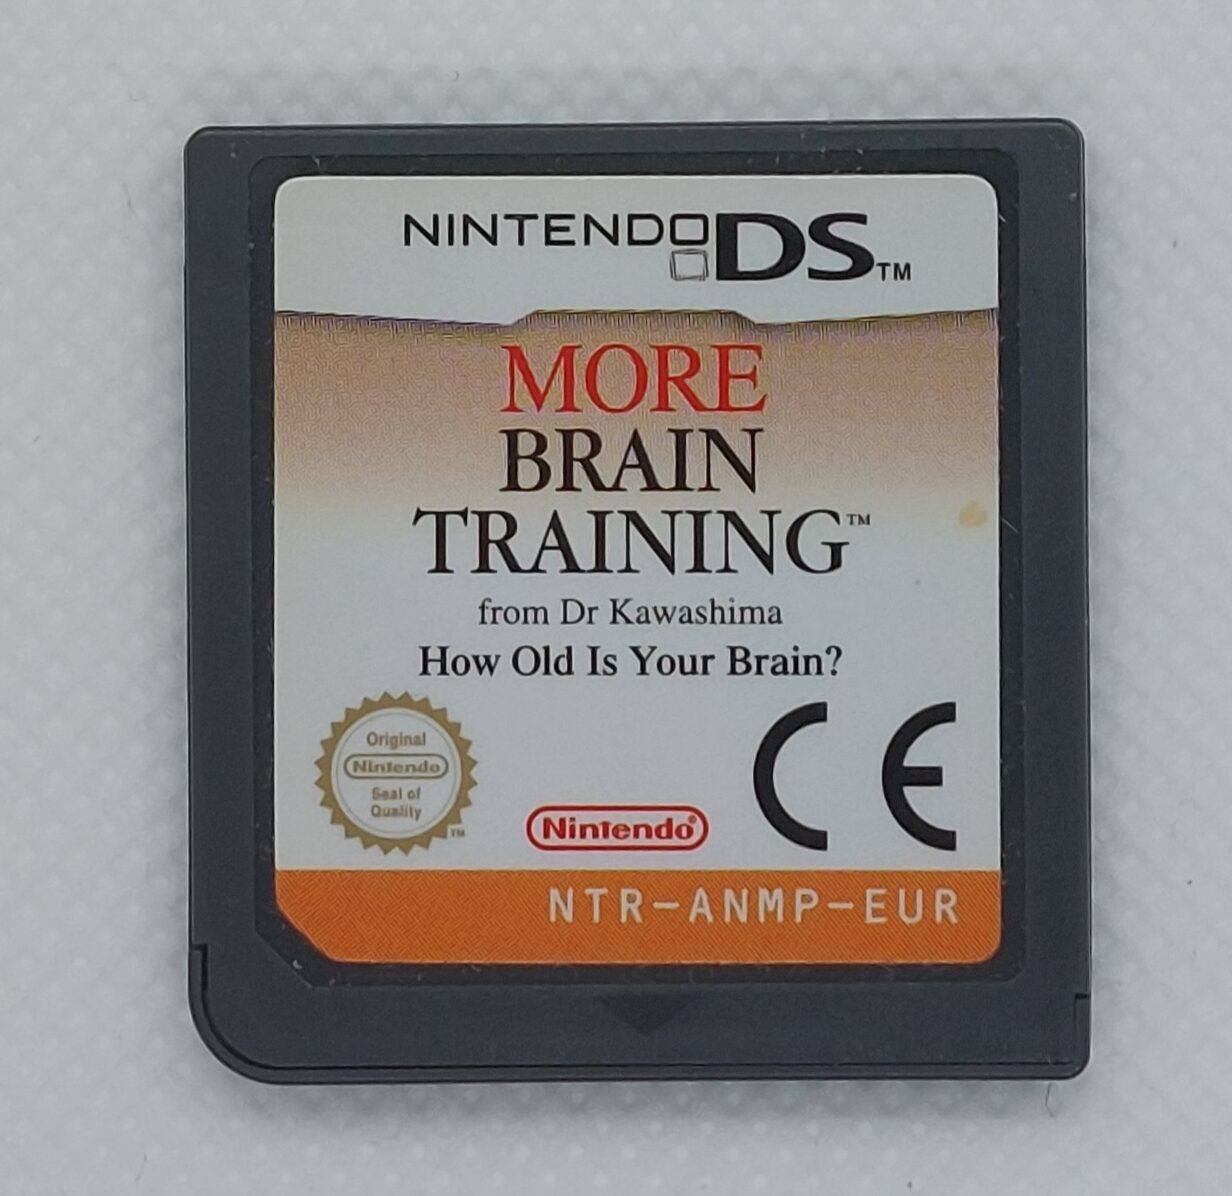 NINTENDO DS™
MORE
BRAIN
TRAINING™
from Dr Kawashima
How Old Is Your Brain?
Original
Nintendo
Seal of
Quality
™
Nintendo®
CE
NTR-ANMP-EUR